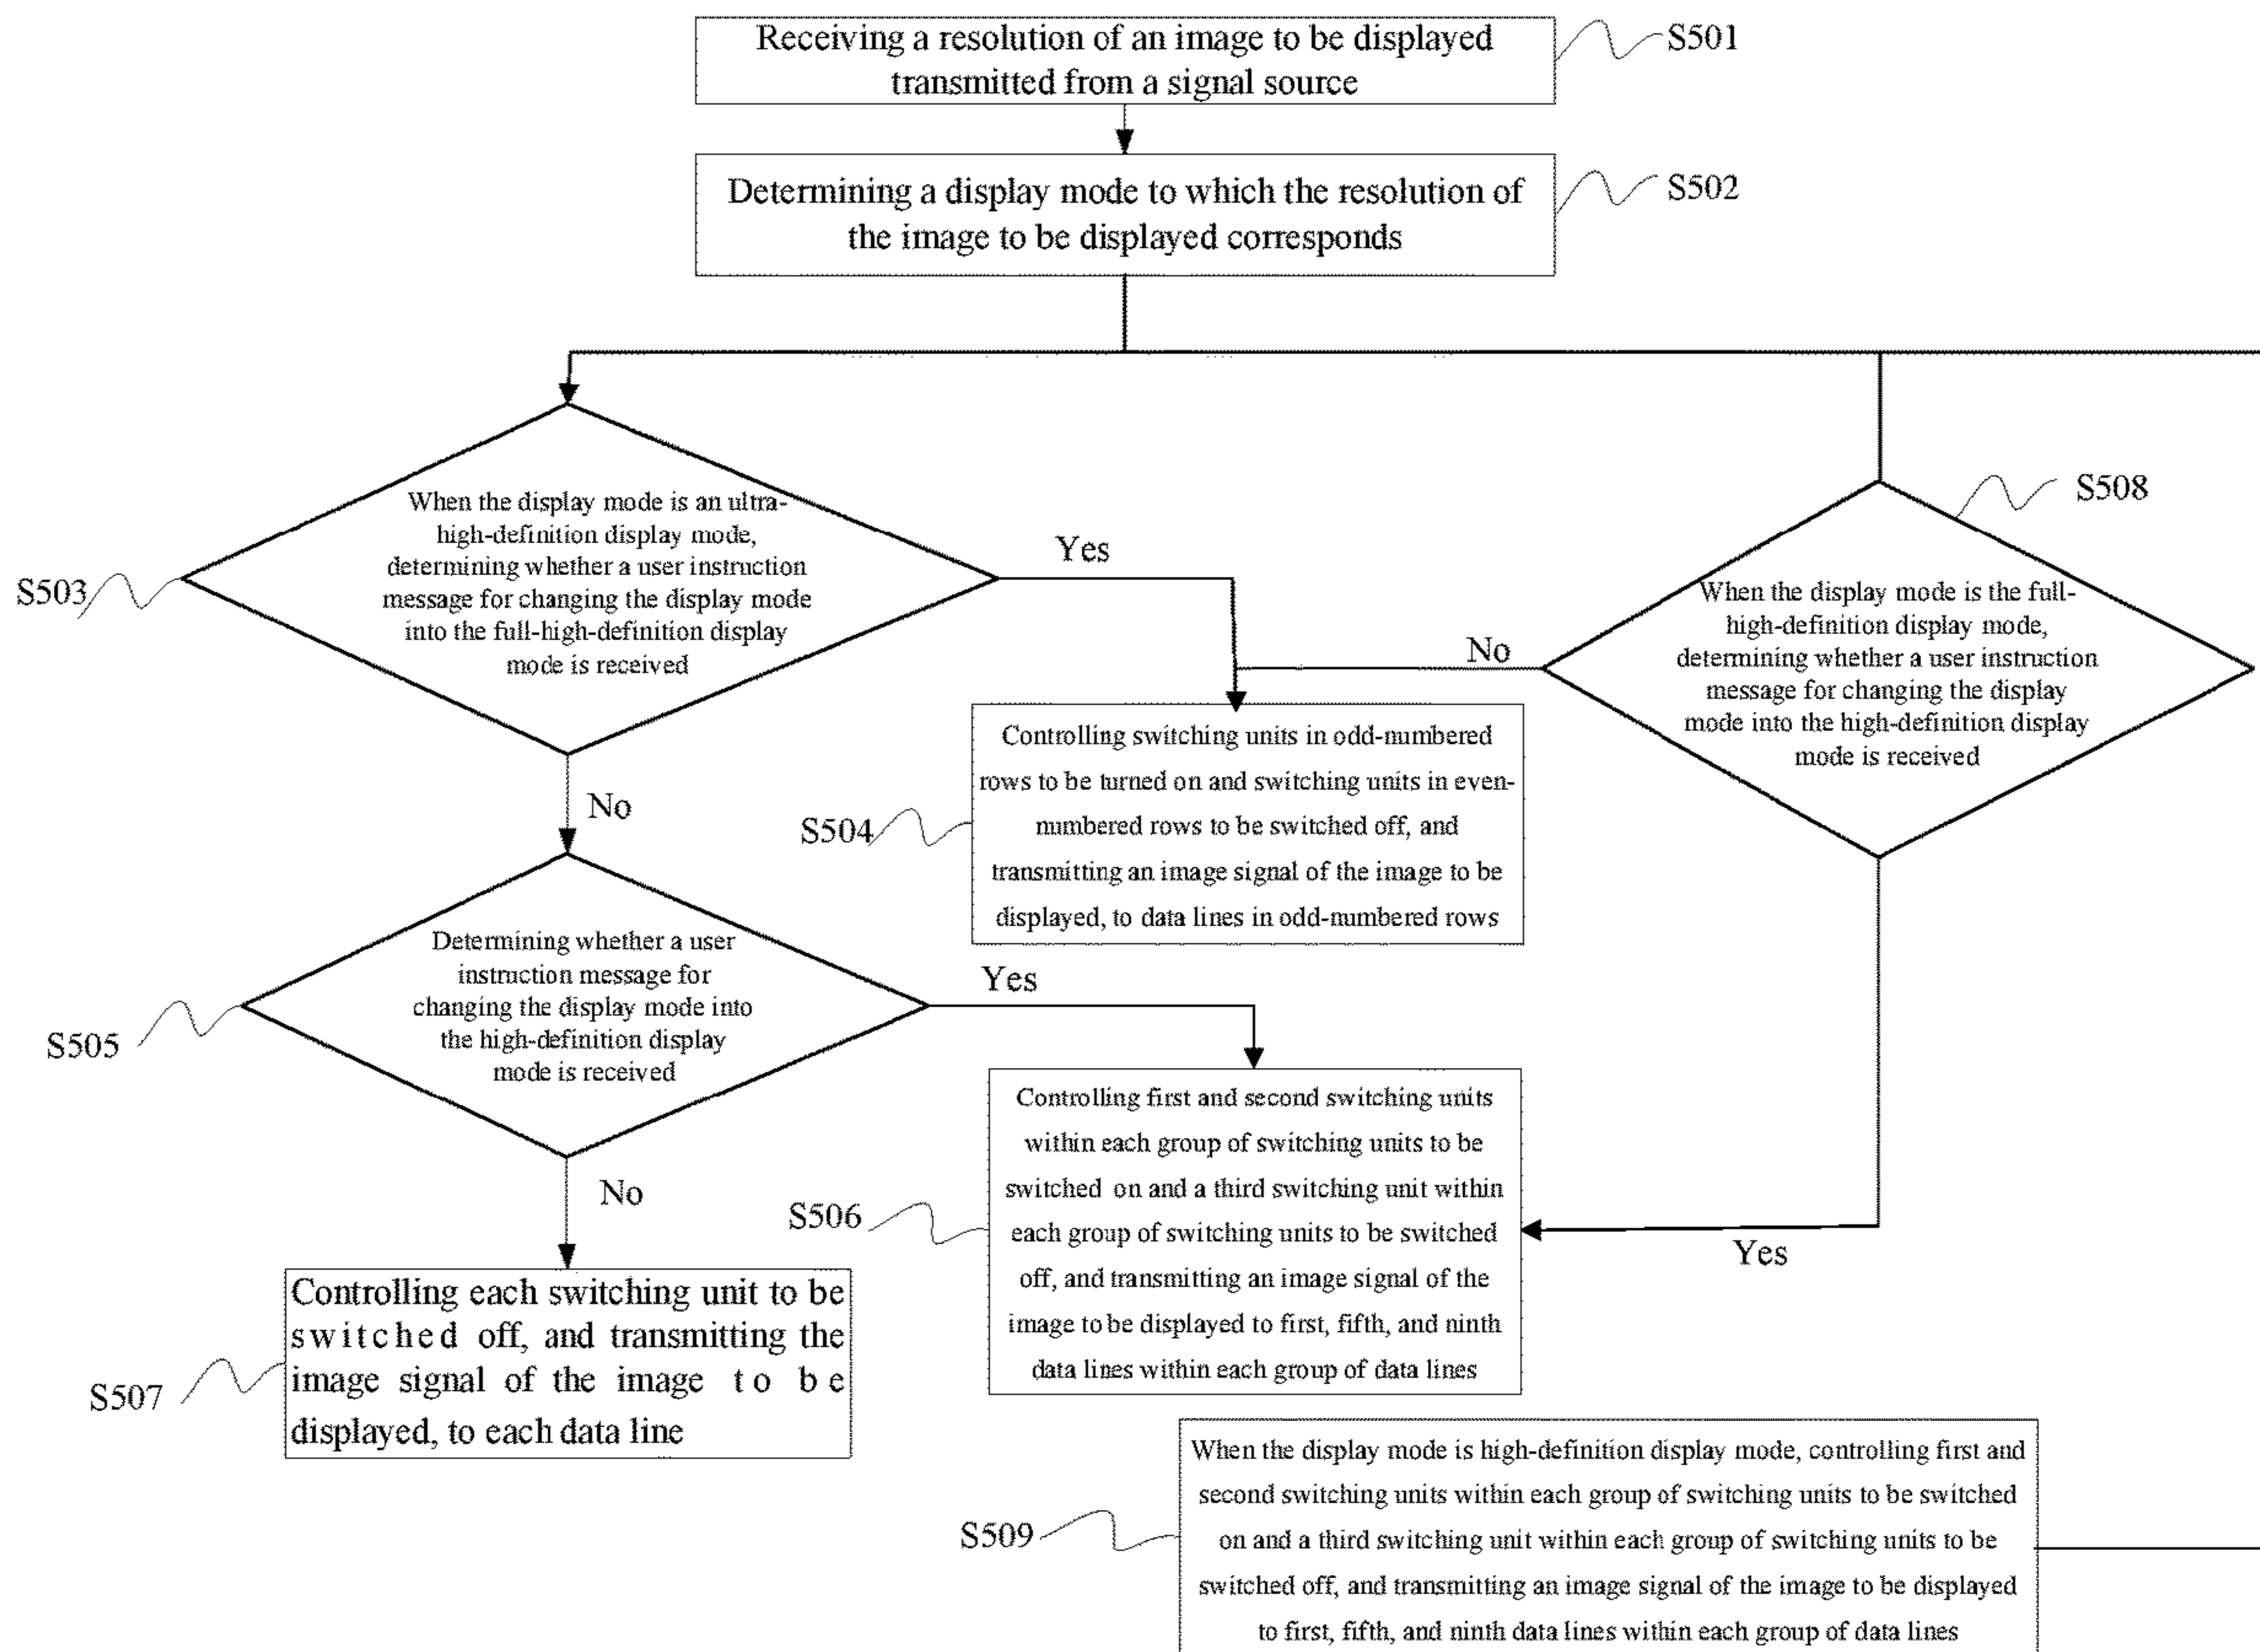 Receiving a resolution of an image to be displayed
transmitted from a signal source
S501
Determining a display mode to which the resolution of
the image to be displayed corresponds
S502
When the display mode is an ultra-
high-definition display mode,
determining whether a user instruction
message for changing the display mode
into the full-high-definition display
mode is received
S503
Yes
No
S508
When the display mode is the full-
high-definition display mode,
determining whether a user instruction
message for changing the display
mode into the high-definition display
mode is received
No
Yes
Controlling switching units in odd-numbered
rows to be turned on and switching units in even-
numbered rows to be switched off, and
transmitting an image signal of the image to be
displayed, to data lines in odd-numbered rows
S504
Determining whether a user
instruction message for
changing the display mode into
the high-definition display
mode is received
S505
Yes
No
Controlling first and second switching units
within each group of switching units to be
switched on and a third switching unit within
each group of switching units to be switched
off, and transmitting an image signal of the
image to be displayed to first, fifth, and ninth
data lines within each group of data lines
S506
Controlling each switching unit to be
switched off, and transmitting the
image signal of the image to be
displayed, to each data line
S507
When the display mode is high-definition display mode, controlling first and
second switching units within each group of switching units to be switched
on and a third switching unit within each group of switching units to be
switched off, and transmitting an image signal of the image to be displayed
to first, fifth, and ninth data lines within each group of data lines
S509